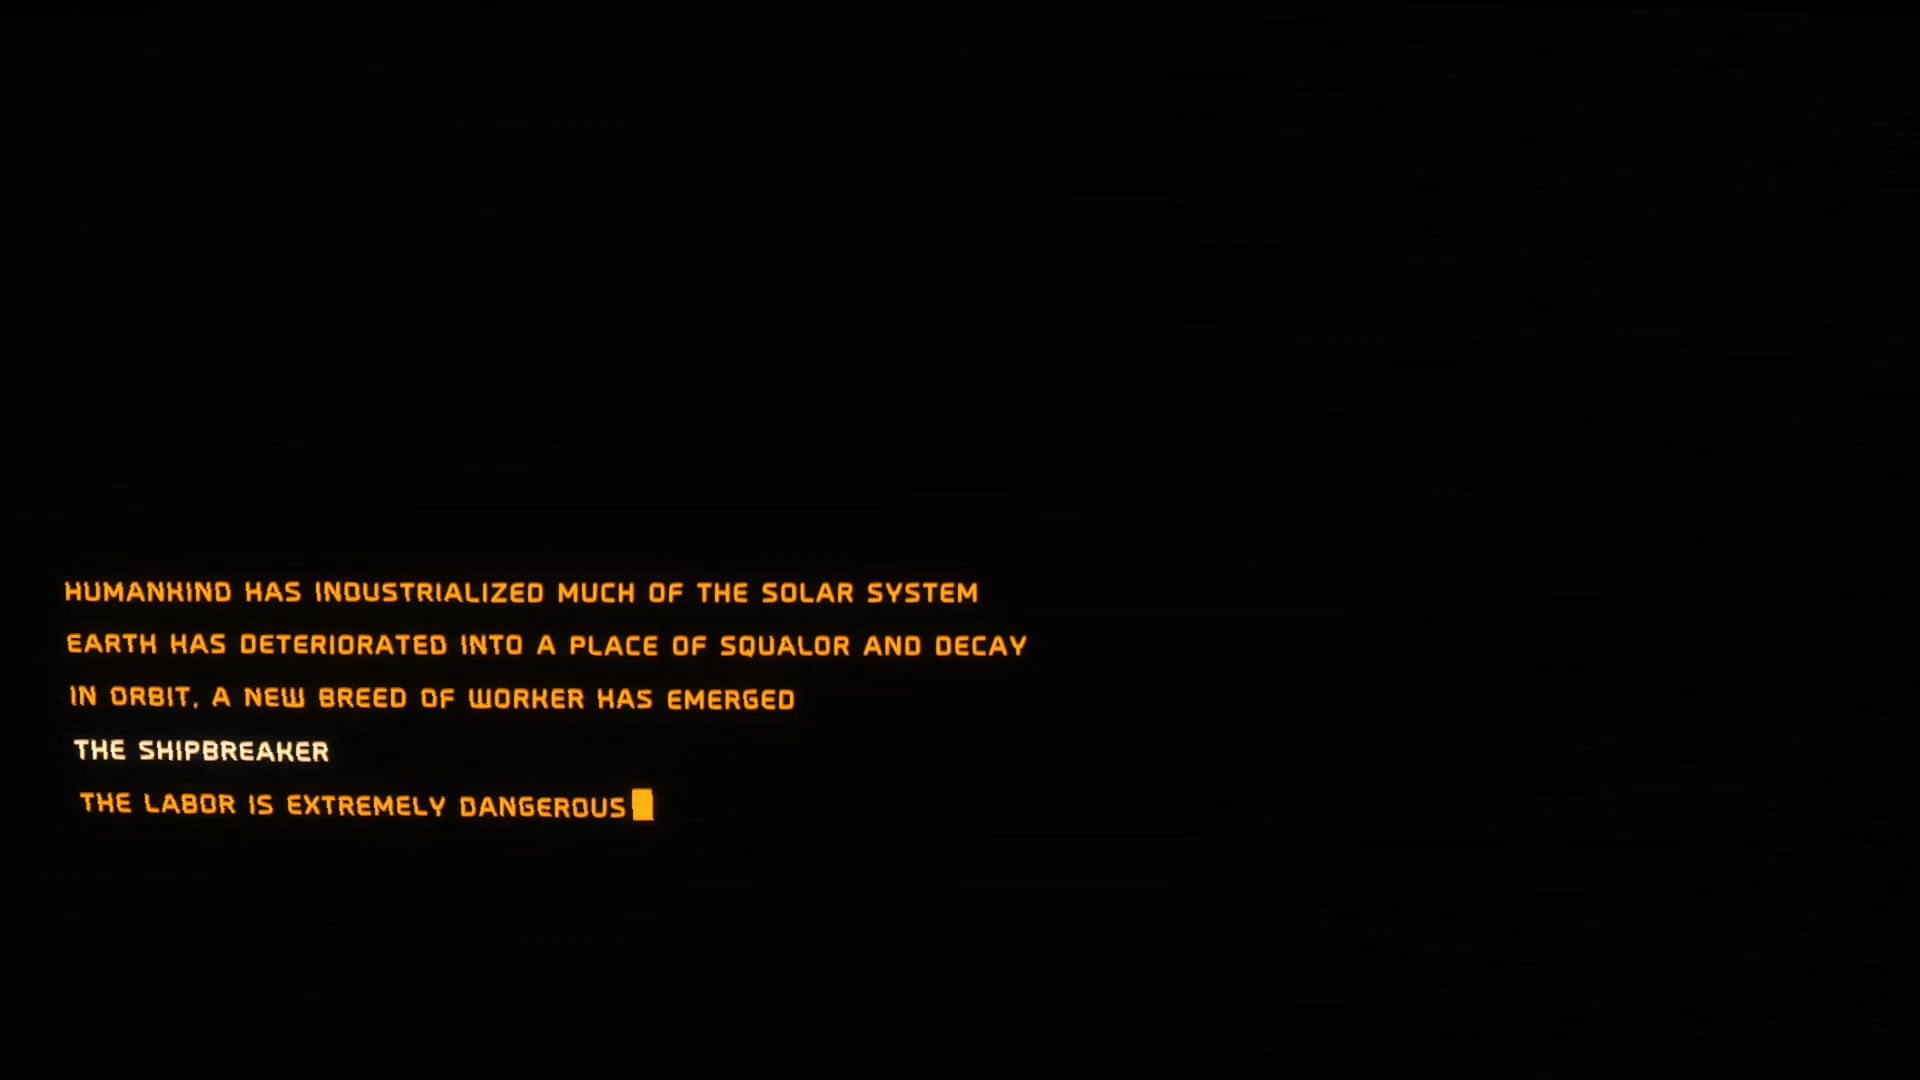 HUMANKIND HAS INDUSTRIALIZED MUCH OF THE SOLAR SYSTEM
EARTH HAS DETERIORATED INTO A PLACE OF SQUALOR AND DECAY
IN ORBIT, A NEW BREED OF WORKER HAS EMERGED
THE SHIPBREAKER
THE LABOR IS EXTREMELY DANGEROUS